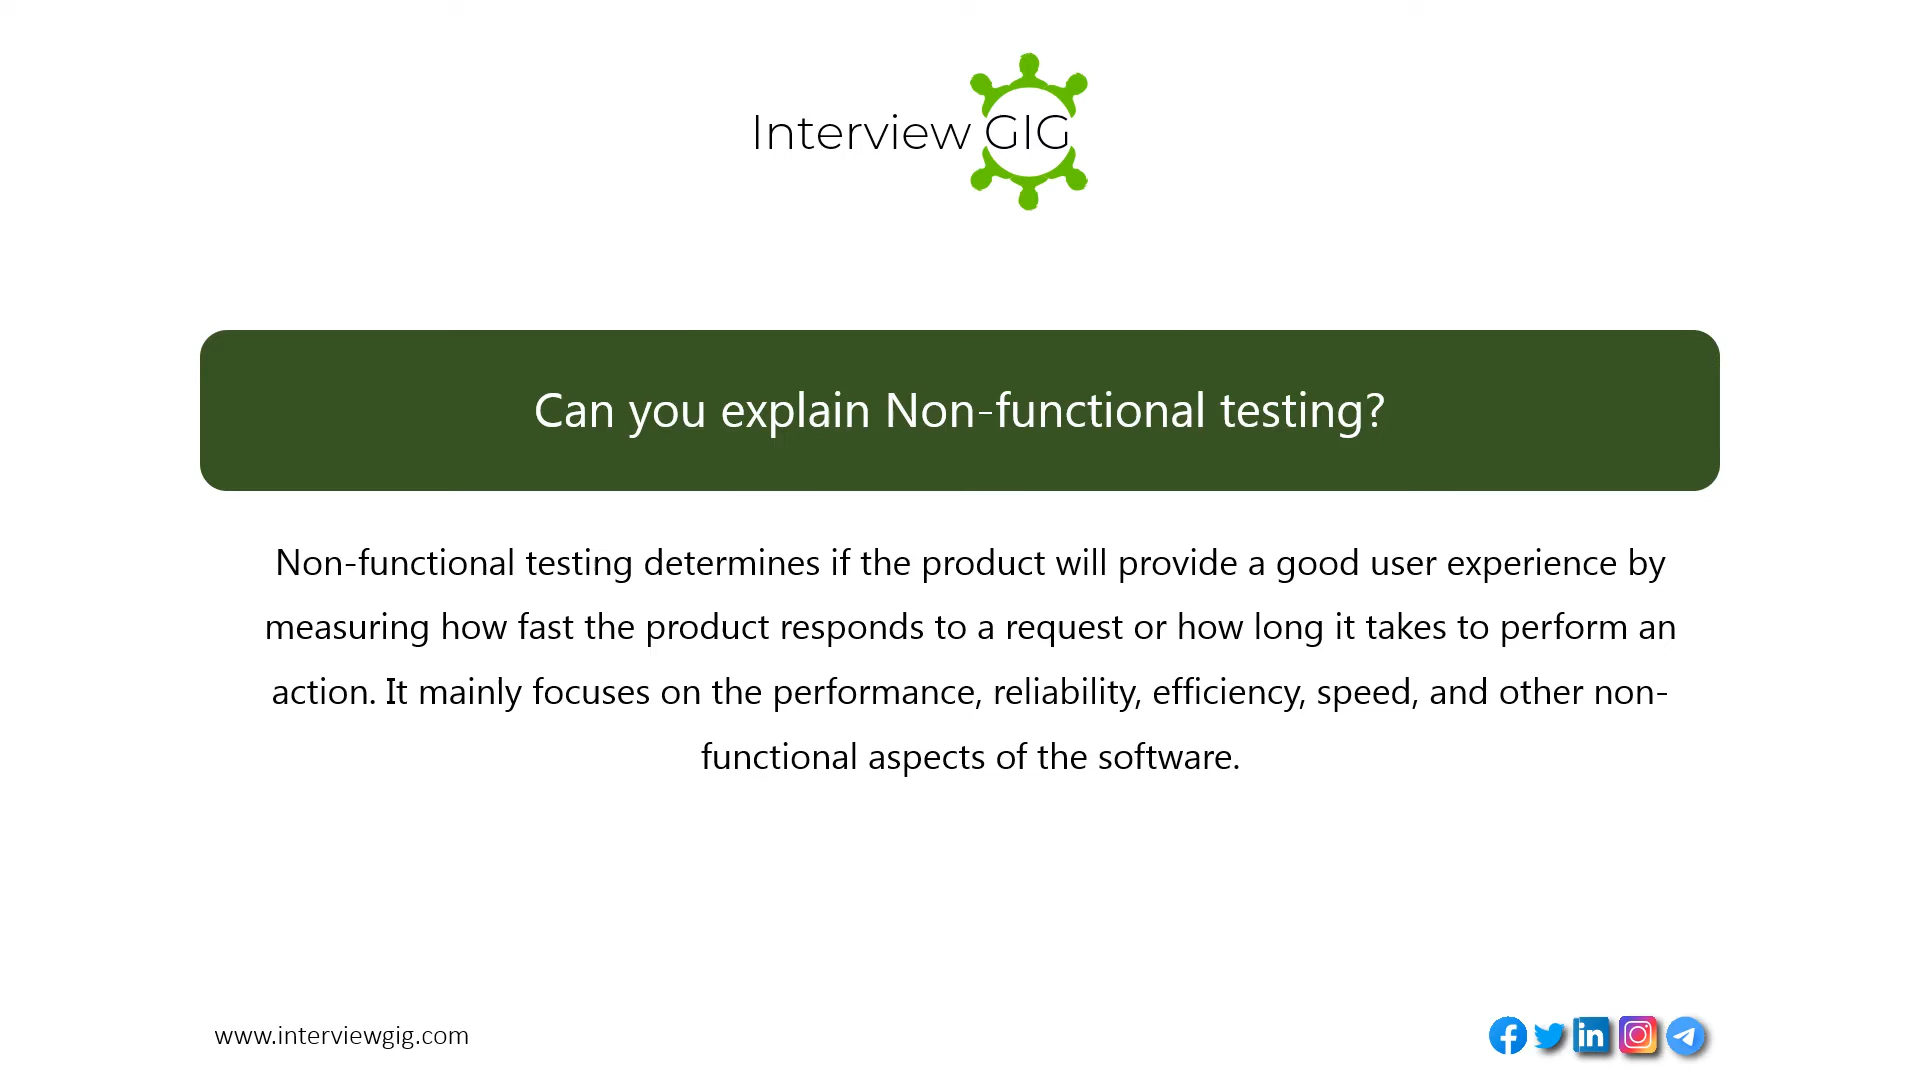 Interview GIG
Can you explain Non-functional testing?
Non-functional testing determines if the product will provide a good user experience by
measuring how fast the product responds to a request or how long it takes to perform an
action. It mainly focuses on the performance, reliability, efficiency, speed, and other non-
functional aspects of the software.
www.interviewgig.com